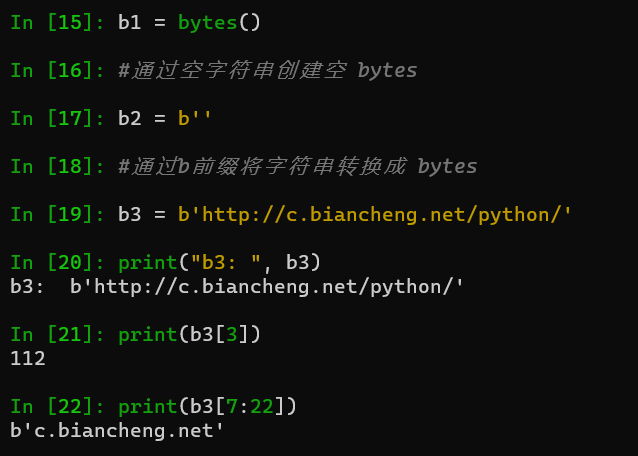 In [15]: b1 = bytes()
In [16]: #通过空字符串创建空 bytes
In [17]: b2 = b''
In [18]: #通过b前缀将字符串转换成 bytes
In [19]: b3 = b'http://c.biancheng.net/python/'
In [20]: print("b3: ", b3)
b3:  b'http://c.biancheng.net/python/'
In [21]: print(b3[3])
112
In [22]: print(b3[7:22])
b'c.biancheng.net'